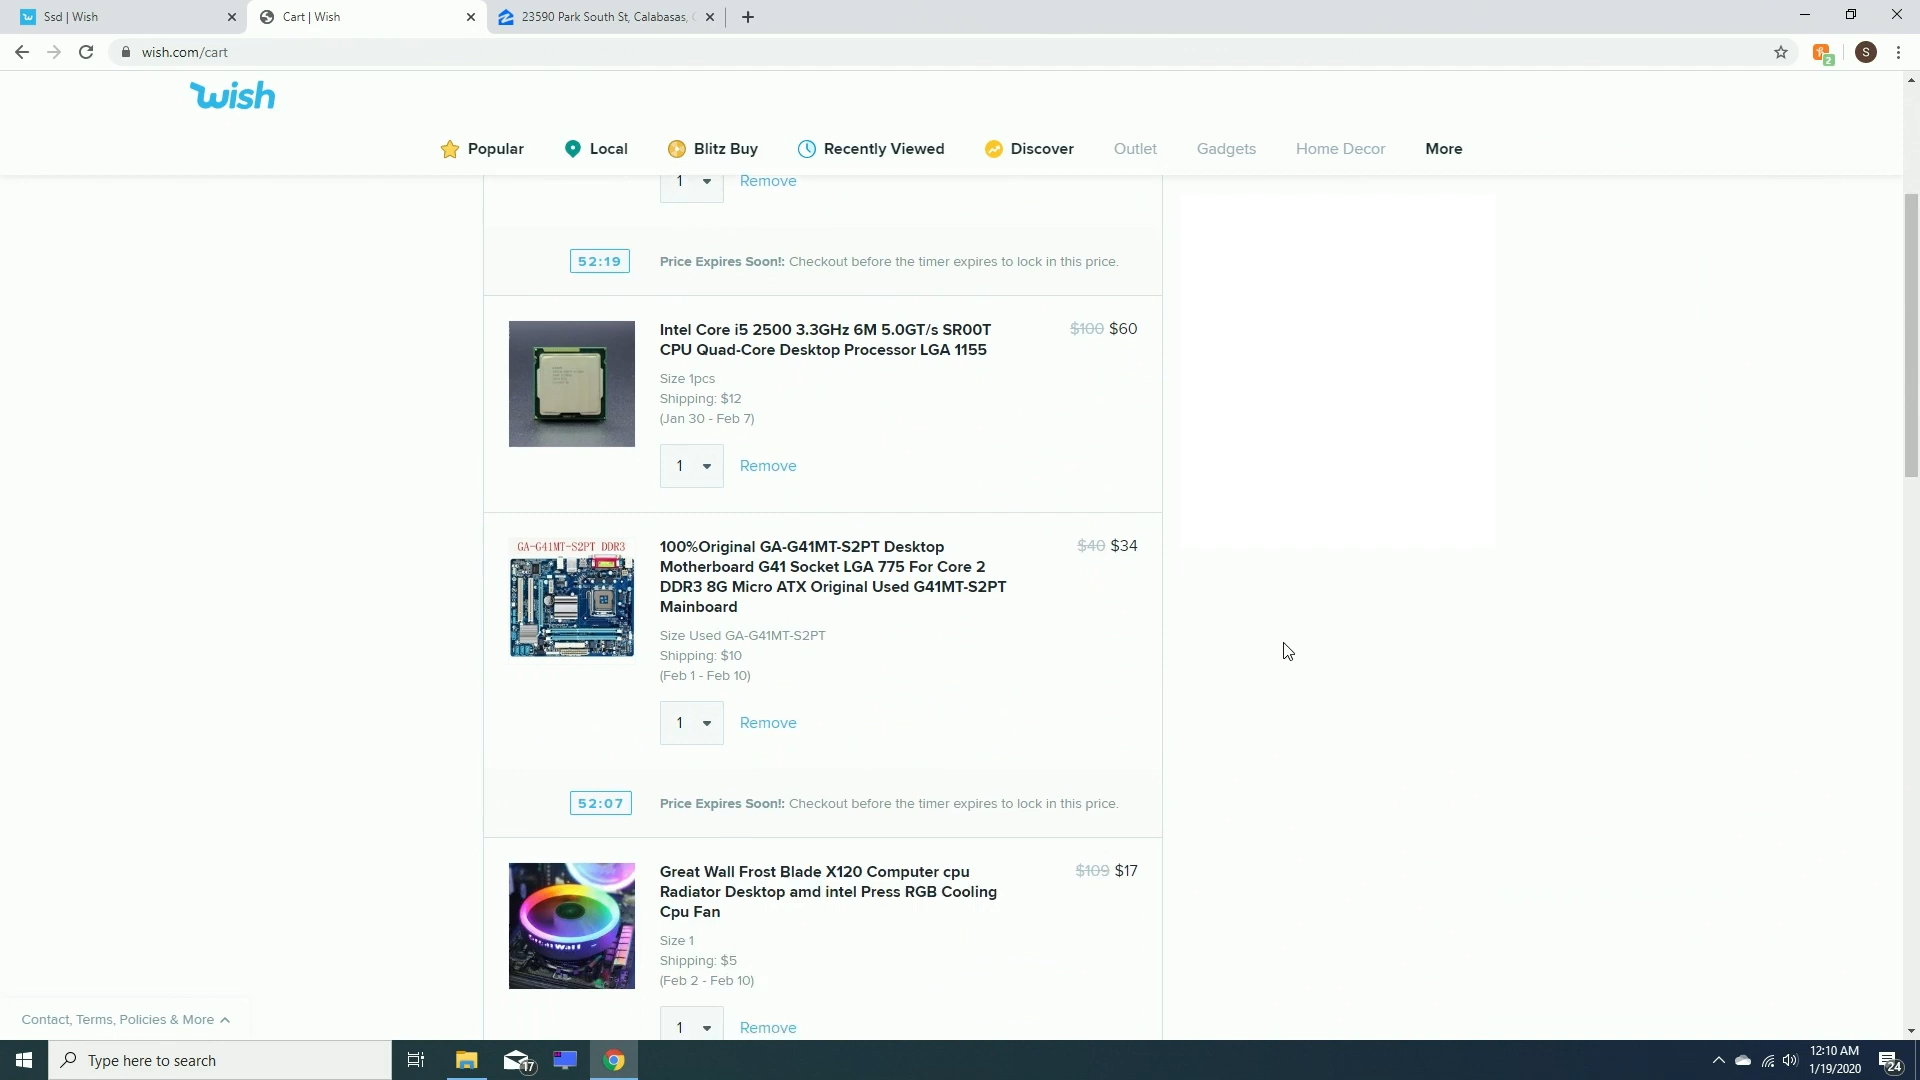 Ssd | Wish
Cart | Wish
23590 Park South St, Calabasas,
wish.com/cart
2
S
wish
Popular
Local
Blitz Buy
Recently Viewed
Discover
Outlet
Gadgets
Home Decor
More
1
Remove
52:19
Price Expires Soon!: Checkout before the timer expires to lock in this price.
Intel Core i5 2500 3.3GHz 6M 5.0GT/s SR00T
CPU Quad-Core Desktop Processor LGA 1155
$100 $60
Size 1pcs
Shipping: $12
(Jan 30 - Feb 7)
1
Remove
GA-G41MT-S2PT DDR3
100%Original GA-G41MT-S2PT Desktop
Motherboard G41 Socket LGA 775 For Core 2
DDR3 8G Micro ATX Original Used G41MT-S2PT
Mainboard
$40 $34
Size Used GA-G41MT-S2PT
Shipping: $10
(Feb 1 - Feb 10)
1
Remove
52:07
Price Expires Soon!: Checkout before the timer expires to lock in this price.
Great Wall Frost Blade X120 Computer cpu
Radiator Desktop amd intel Press RGB Cooling
Cpu Fan
$109 $17
GreatWall
Size 1
Shipping: $5
(Feb 2 - Feb 10)
1
Remove
Contact, Terms, Policies & More
Type here to search
17
12:10 AM
1/19/2020
24